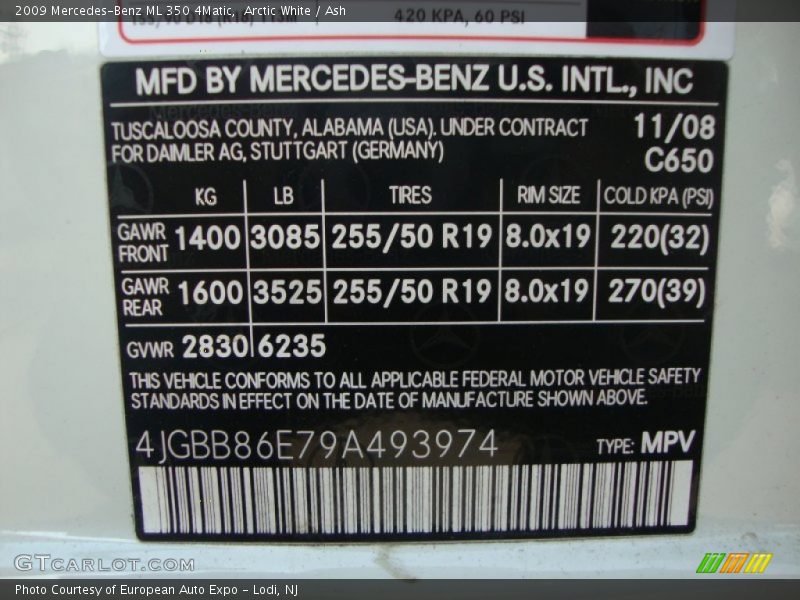 2009 Mercedes-Benz ML 350 4Matic, , Arctic White / Ash
420 KPA, 60 PSI
MFD BY MERCEDES-BENZ U.S. INTL., INC
TUSCALOOSA COUNTY, ALABAMA (USA). UNDER CONTRACT 11/08
FOR DAIMLER AG, STUTTGART (GERMANY) C650
KG LB TIRES RIM SIZE COLD KPA (PSI)
GAWR FRONT 1400 3085 255/50 R19 8.0x19 220(32)
GAWR REAR 1600 3525 255/50 R19 8.0x19 270(39)
GVWR 2830 6235
THIS VEHICLE CONFORMS TO ALL APPLICABLE FEDERAL MOTOR VEHICLE SAFETY
STANDARDS IN EFFECT ON THE DATE OF MANUFACTURE SHOWN ABOVE.
4JGBB86E79A493974 TYPE: MPV
GTCARLOT.COM
Photo Courtesy of European Auto Expo - Lodi, NJ